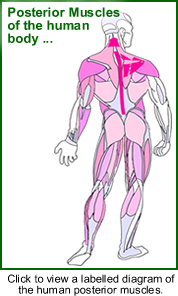 Posterior Muscles
of the human
body ...
Click to view a labelled diagram of
the human posterior muscles.